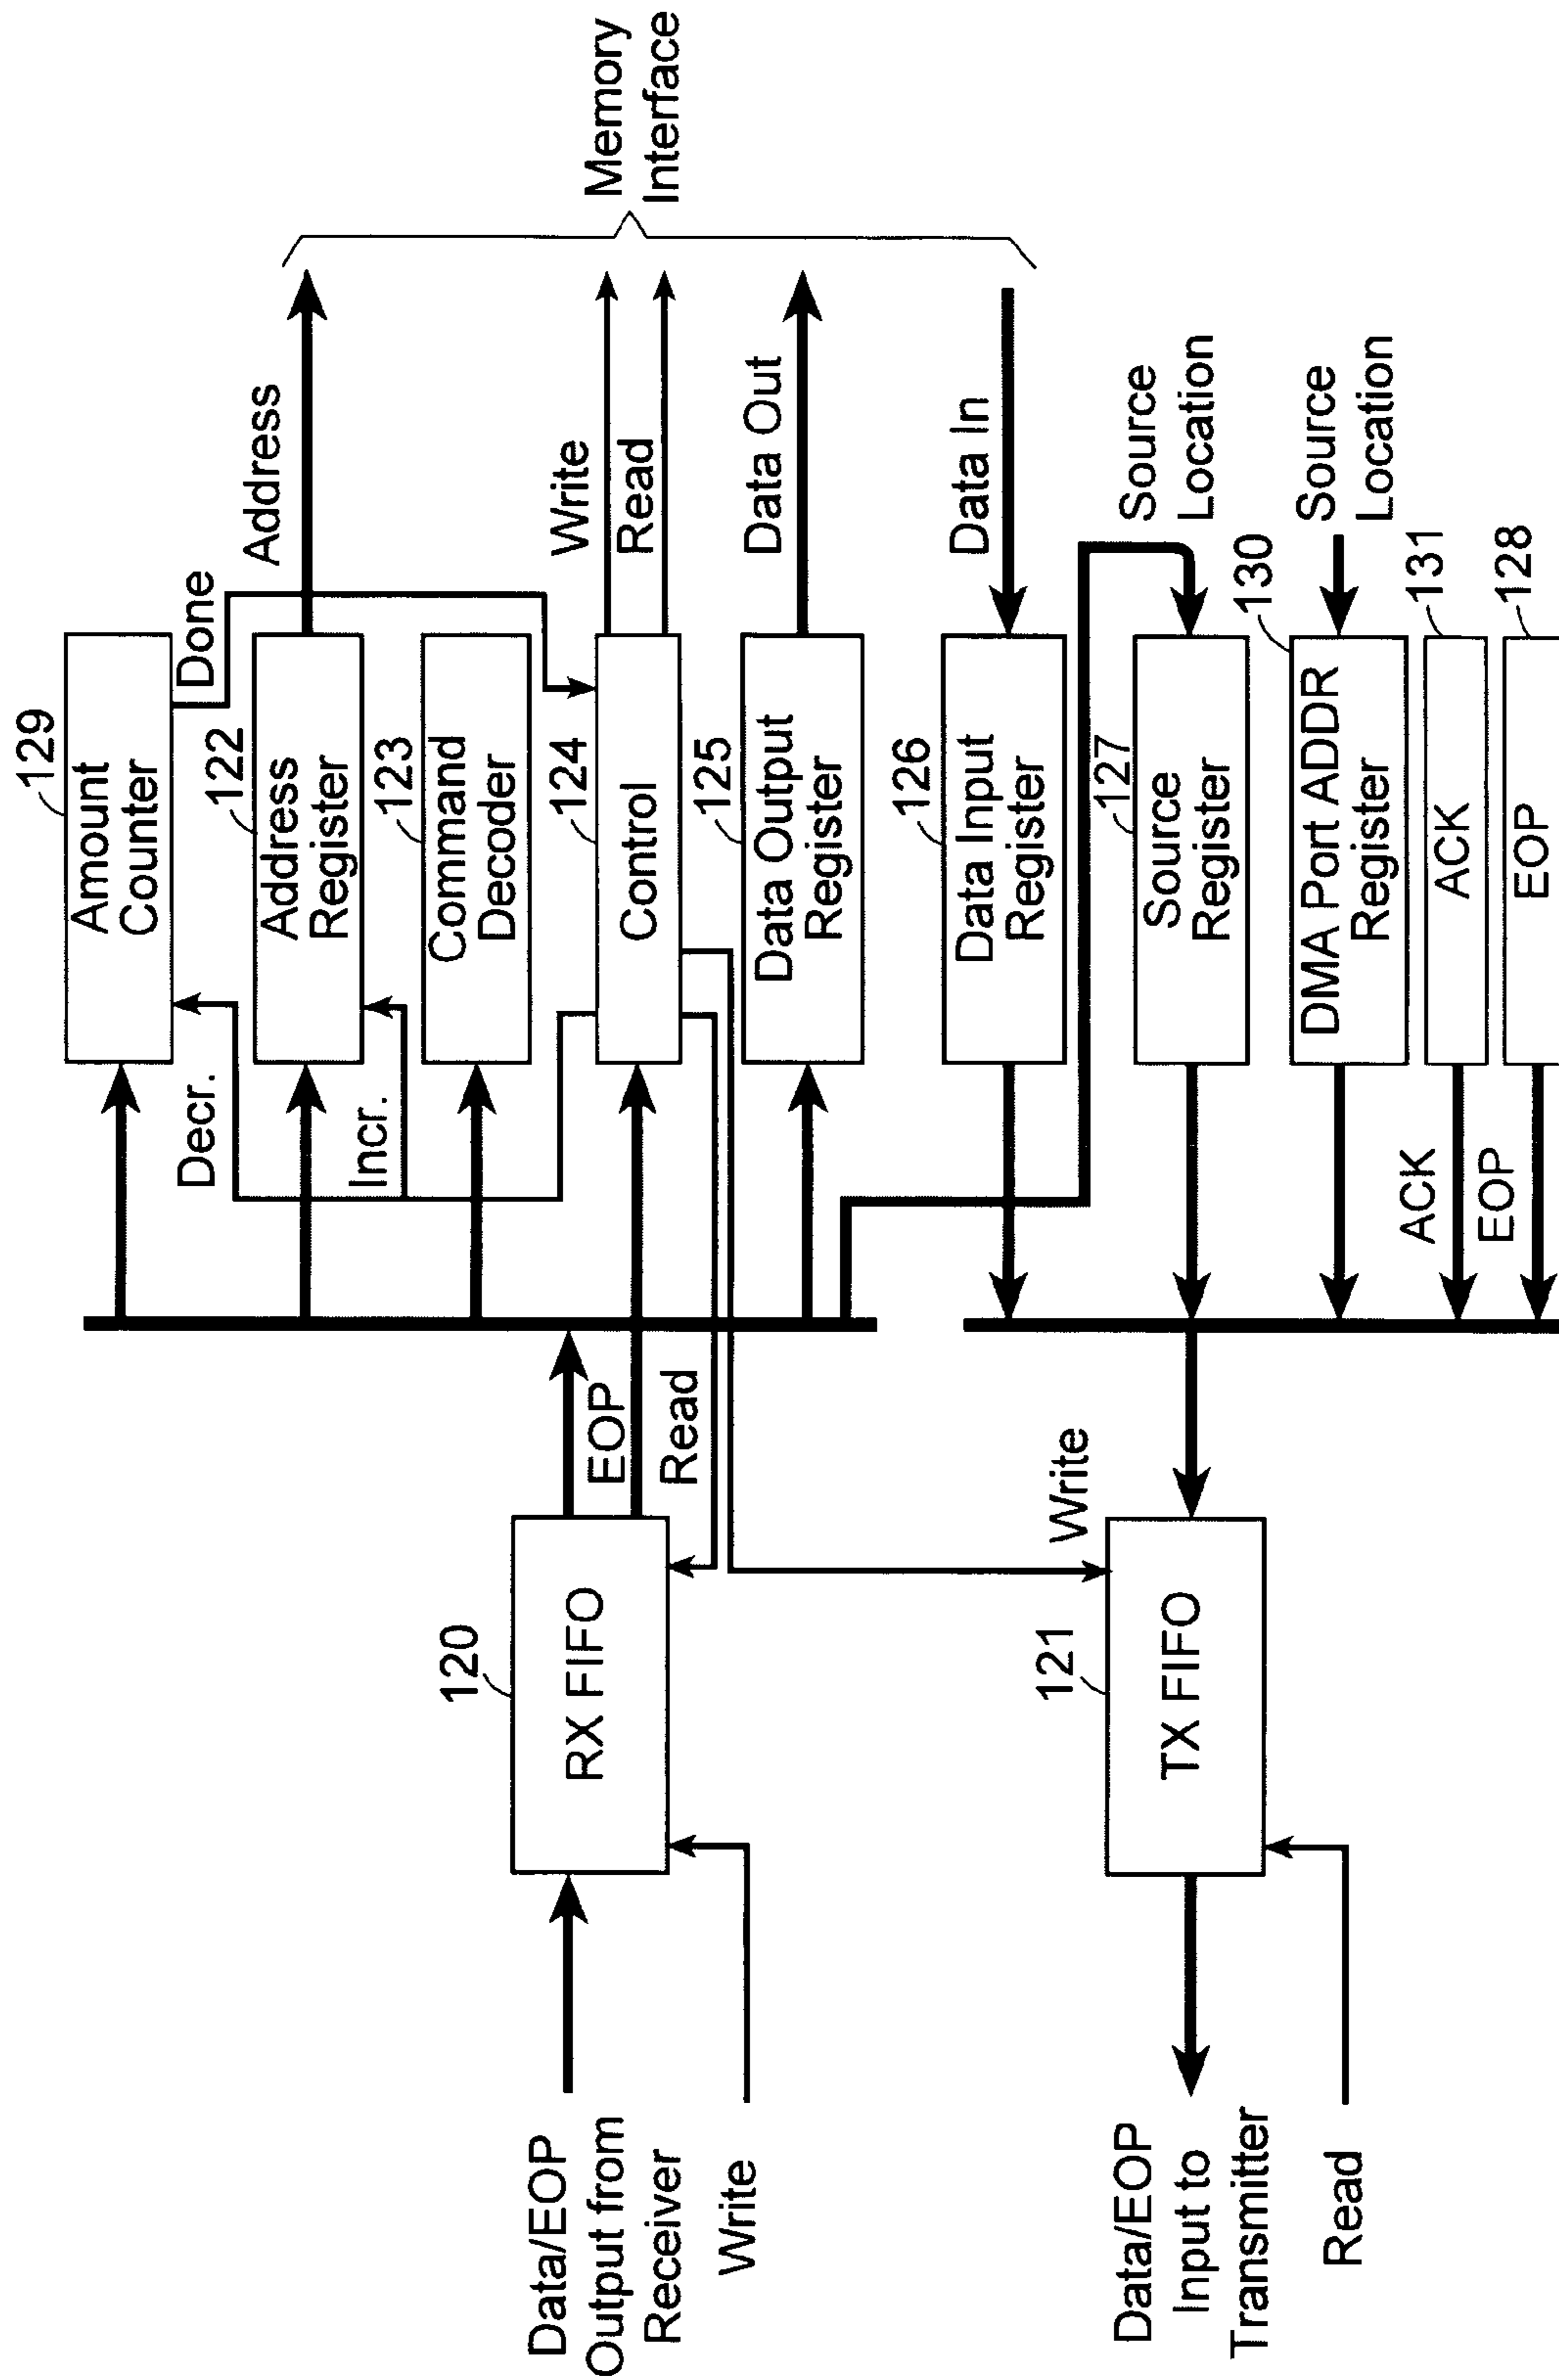 129
Amount
Counter
Done
Decr.
Address
122
Address
Register
Incr.
123
Command
Decoder
Memory
Interface
Write
Read
124
Control
EOP
Read
120
RX FIFO
Data/EOP
Output from
Receiver
Write
125
Data Output
Register
Data Out
126
Data Input
Register
Data In
Write
121
TX FIFO
Data/EOP
Input to
Transmitter
Read
127
Source
Register
Source
Location
130
DMA Port ADDR
Register
Source
Location
131
ACK
ACK
128
EOP
EOP